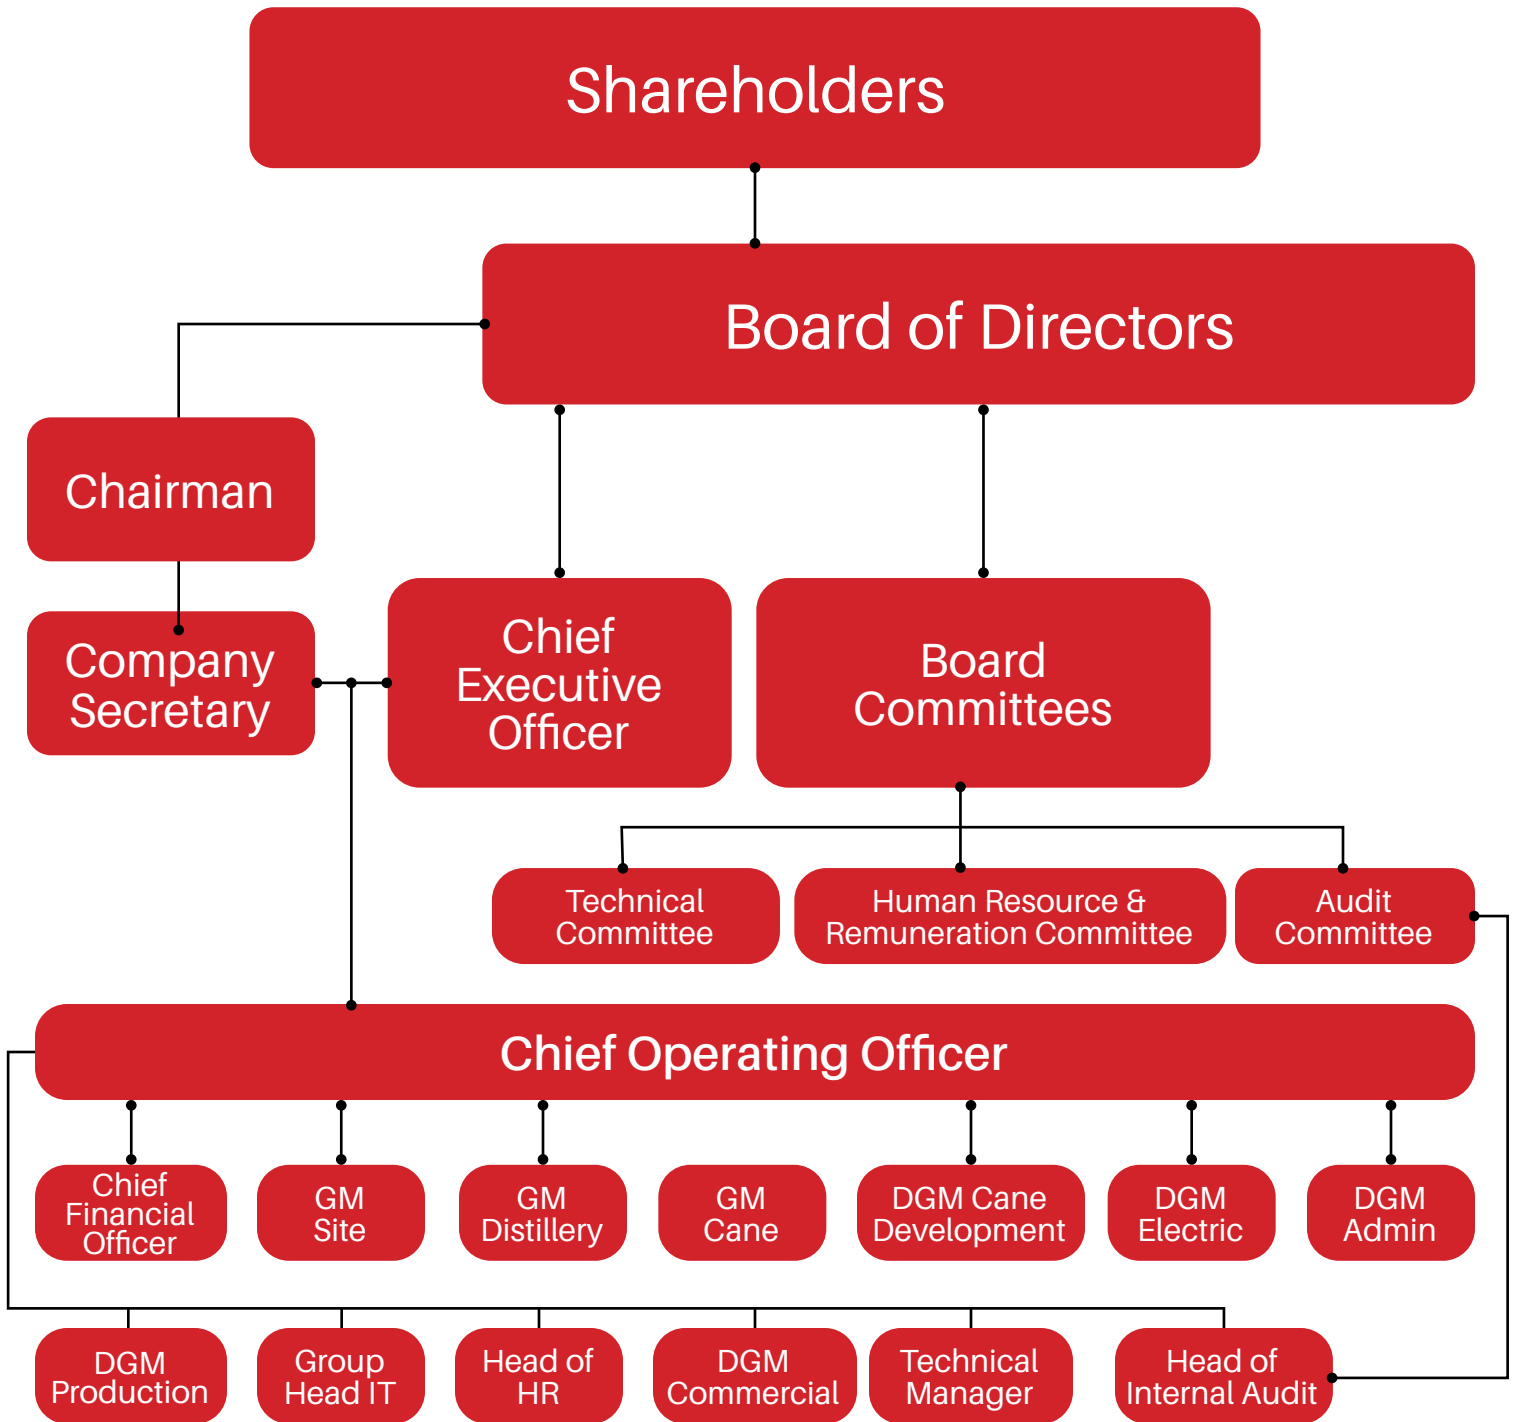 Shareholders
Board of Directors
Chairman
Company
Secretary
Chief
Executive
Officer
Board
Committees
Technical
Committee
Human Resource &
Remuneration Committee
Audit
Committee
Chief Operating Officer
Chief
Financial
Officer
GM
Site
GM
Distillery
GM
Cane
DGM Cane
Development
DGM
Electric
DGM
Admin
DGM
Production
Group
Head IT
Head of
HR
DGM
Commercial
Technical
Manager
Head of
Internal Audit